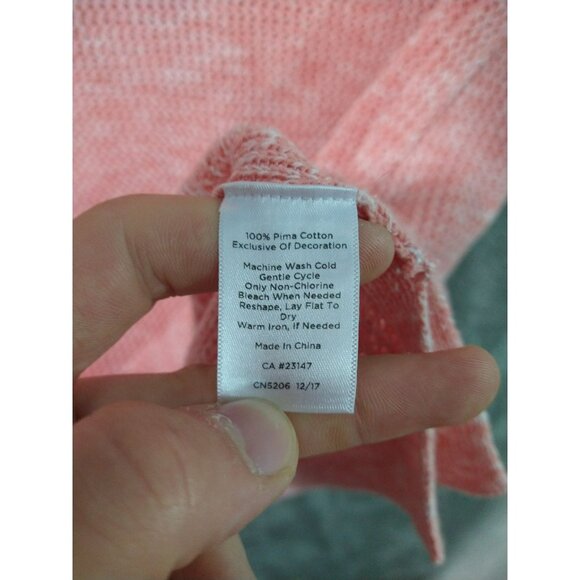 100% Pima Cotton
Exclusive Of Decoration
Machine Wash Cold
Gentle Cycle
Only Non-Chlorine
Bleach When Needed
Reshape, Lay Flat To
Dry
Warm Iron, If Needed
Made In China
CA #23147
CN5206 12/17